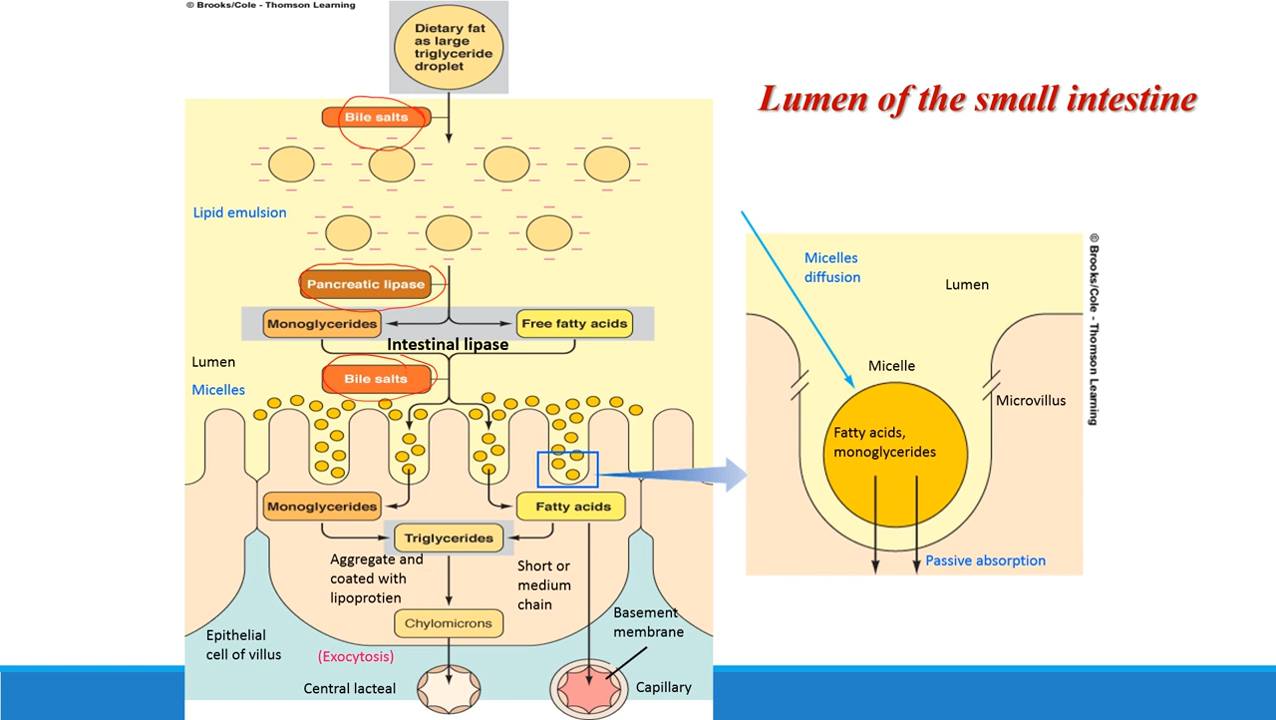 © Brooks/Cole - Thomson Learning
Dietary fat
as large
triglyceride
droplet
Lumen of the small intestine
Bile salts
Lipid emulsion
Pancreatic lipase
Monoglycerides
Free fatty acids
Intestinal lipase
Lumen
Bile salts
Micelles
Monoglycerides
Fatty acids
Triglycerides
Aggregate and
coated with
lipoprotien
Short or
medium
chain
Chylomicrons
Basement
membrane
Epithelial
cell of villus
(Exocytosis)
Central lacteal
Capillary
Micelles
diffusion
Lumen
Micelle
Microvillus
Fatty acids,
monoglycerides
Passive absorption
© Brooks/Cole - Thomson Learning